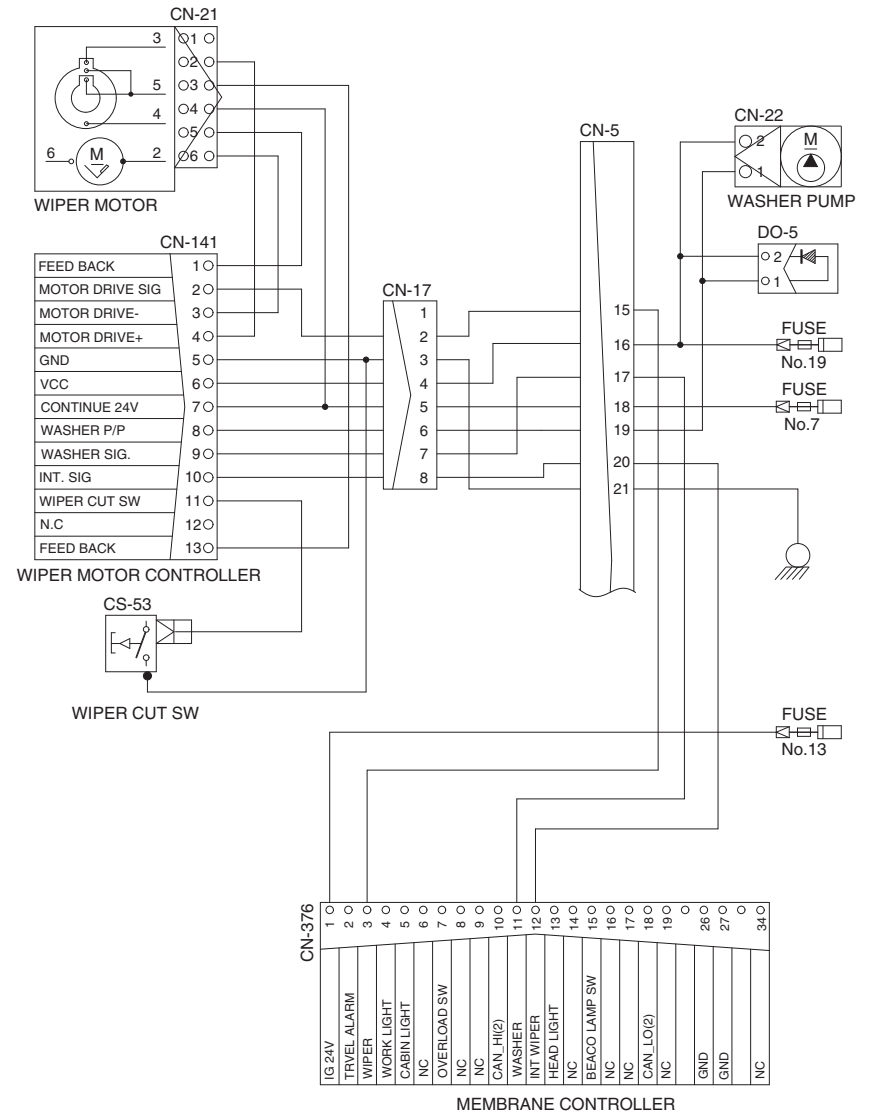 CN-21
3
5
4
6
M
2
1
2
3
4
5
6
WIPER MOTOR
CN-141
FEED BACK 1
MOTOR DRIVE SIG 2
MOTOR DRIVE- 3
MOTOR DRIVE+ 4
GND 5
VCC 6
CONTINUE 24V 7
WASHER P/P 8
WASHER SIG. 9
INT. SIG 10
WIPER CUT SW 11
N.C 12
FEED BACK 13
WIPER MOTOR CONTROLLER
CS-53
WIPER CUT SW
CN-17
1
2
3
4
5
6
7
8
CN-5
15
16
17
18
19
20
21
CN-22
2
1
M
WASHER PUMP
DO-5
2
1
FUSE
No.19
FUSE
No.7
FUSE
No.13
CN-376
1 IG 24V
2 TRVEL ALARM
3 WIPER
4 WORK LIGHT
5 CABIN LIGHT
6 NC
7 OVERLOAD SW
8 NC
9 NC
10 CAN_HI(2)
11 WASHER
12 INT WIPER
13 HEAD LIGHT
14 NC
15 BEACO LAMP SW
16 NC
17 NC
18 CAN_LO(2)
19 NC
26 GND
27 GND
34 NC
MEMBRANE CONTROLLER